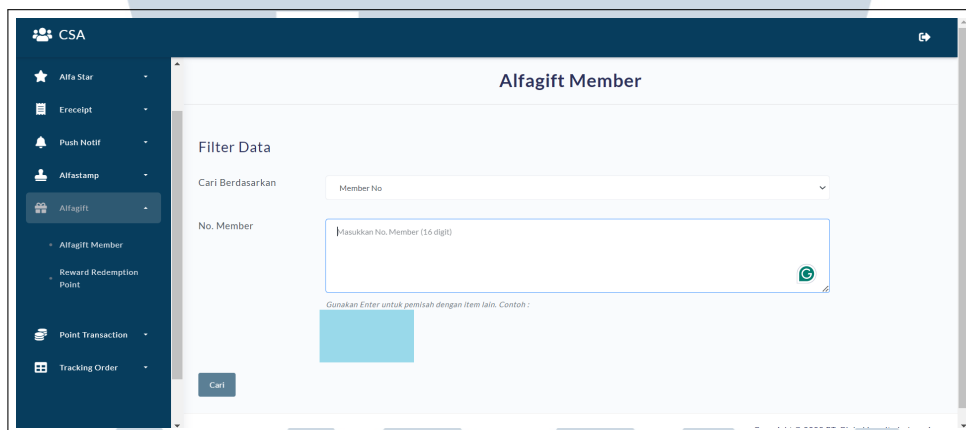 CSA
Alfa Star
Ereceipt
Push Notif
Alfastamp
Alfagift
Alfagift Member
Reward Redemption
Point
Point Transaction
Tracking Order
Alfagift Member
Filter Data
Cari Berdasarkan
Member No
No. Member
Masukkan No. Member (16 digit)
Gunakan Enter untuk pemisah dengan item lain. Contoh :
Cari